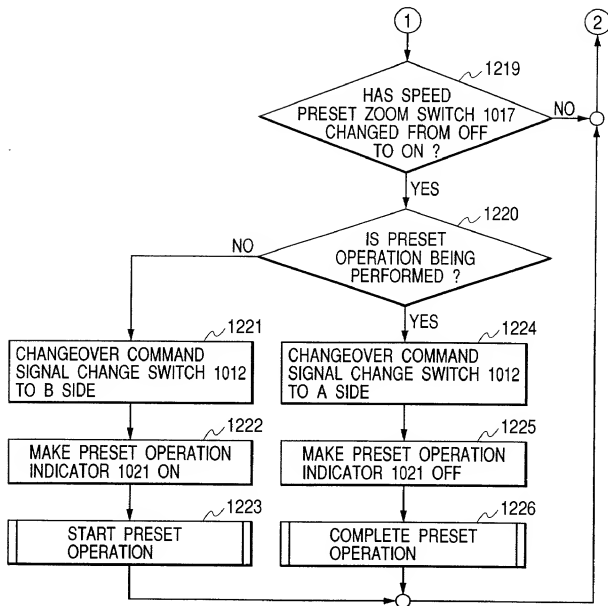 1
2
1219
HAS SPEED
PRESET ZOOM SWITCH 1017
CHANGED FROM OFF
TO ON ?
NO
YES
1220
IS PRESET
OPERATION BEING
PERFORMED ?
NO
YES
1221
CHANGEOVER COMMAND
SIGNAL CHANGE SWITCH 1012
TO B SIDE
1224
CHANGEOVER COMMAND
SIGNAL CHANGE SWITCH 1012
TO A SIDE
1222
MAKE PRESET OPERATION
INDICATOR 1021 ON
1225
MAKE PRESET OPERATION
INDICATOR 1021 OFF
1223
START PRESET
OPERATION
1226
COMPLETE PRESET
OPERATION